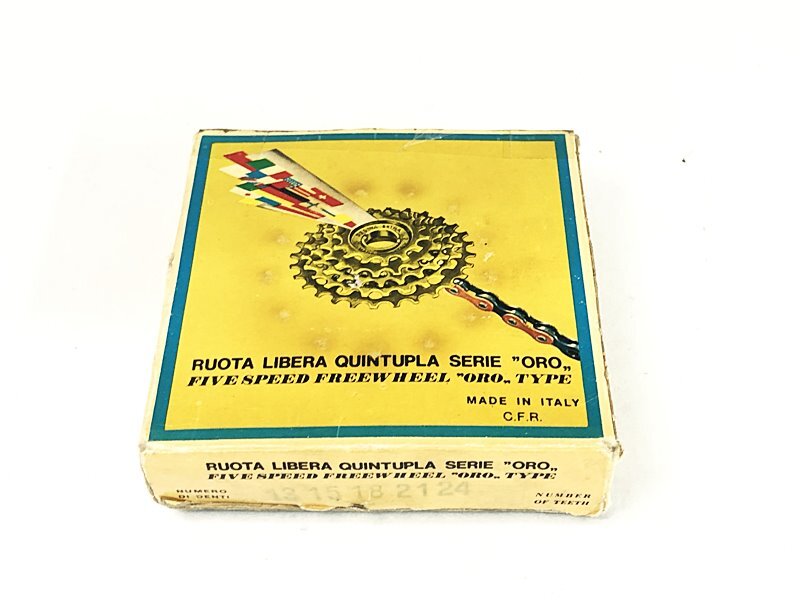 RUOTA LIBERA QUINTUPLA SERIE "ORO„
FIVE SPEED FREEWHEEL "ORO„ TYPE
MADE IN ITALY
C.F.R.
RUOTA LIBERA QUINTUPLA SERIE "ORO„
FIVE SPEED FREEWHEEL "ORO„ TYPE
NUMERO
DI DENTI
13 15 18 21 24
NUMBER
OF TEETH